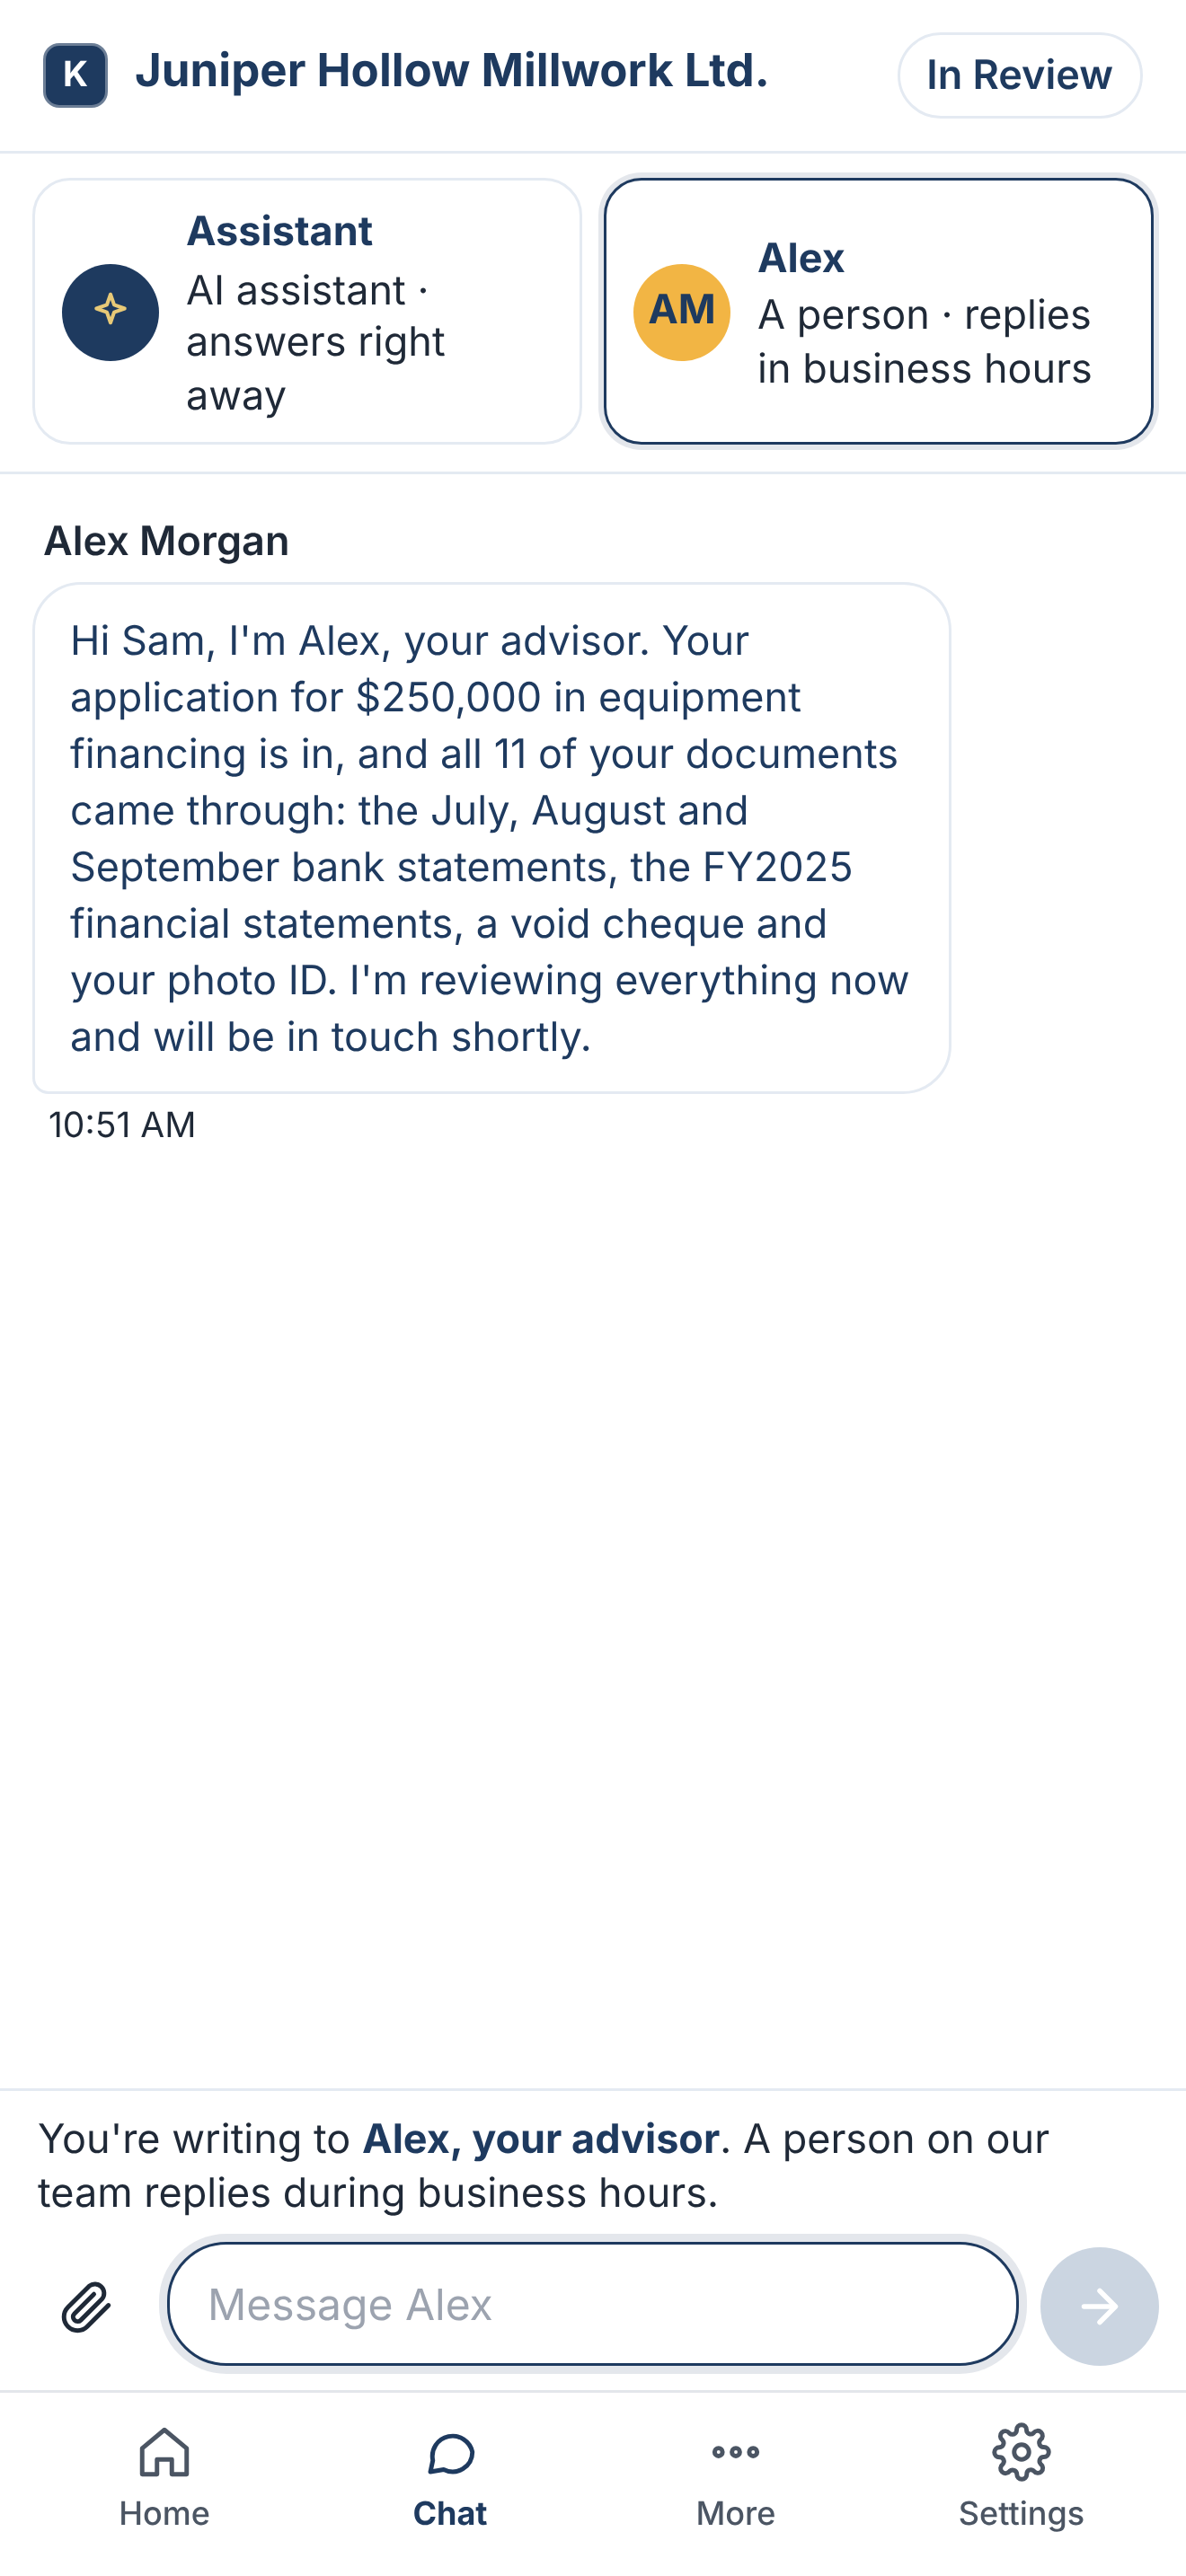 K
Juniper Hollow Millwork Ltd.
In Review
Assistant
AI assistant ·
answers right
away
AM
Alex
A person · replies
in business hours
Alex Morgan
Hi Sam, I'm Alex, your advisor. Your
application for $250,000 in equipment
financing is in, and all 11 of your documents
came through: the July, August and
September bank statements, the FY2025
financial statements, a void cheque and
your photo ID. I'm reviewing everything now
and will be in touch shortly.
10:51 AM
You're writing to Alex, your advisor. A person on our
team replies during business hours.
Message Alex
Home
Chat
More
Settings